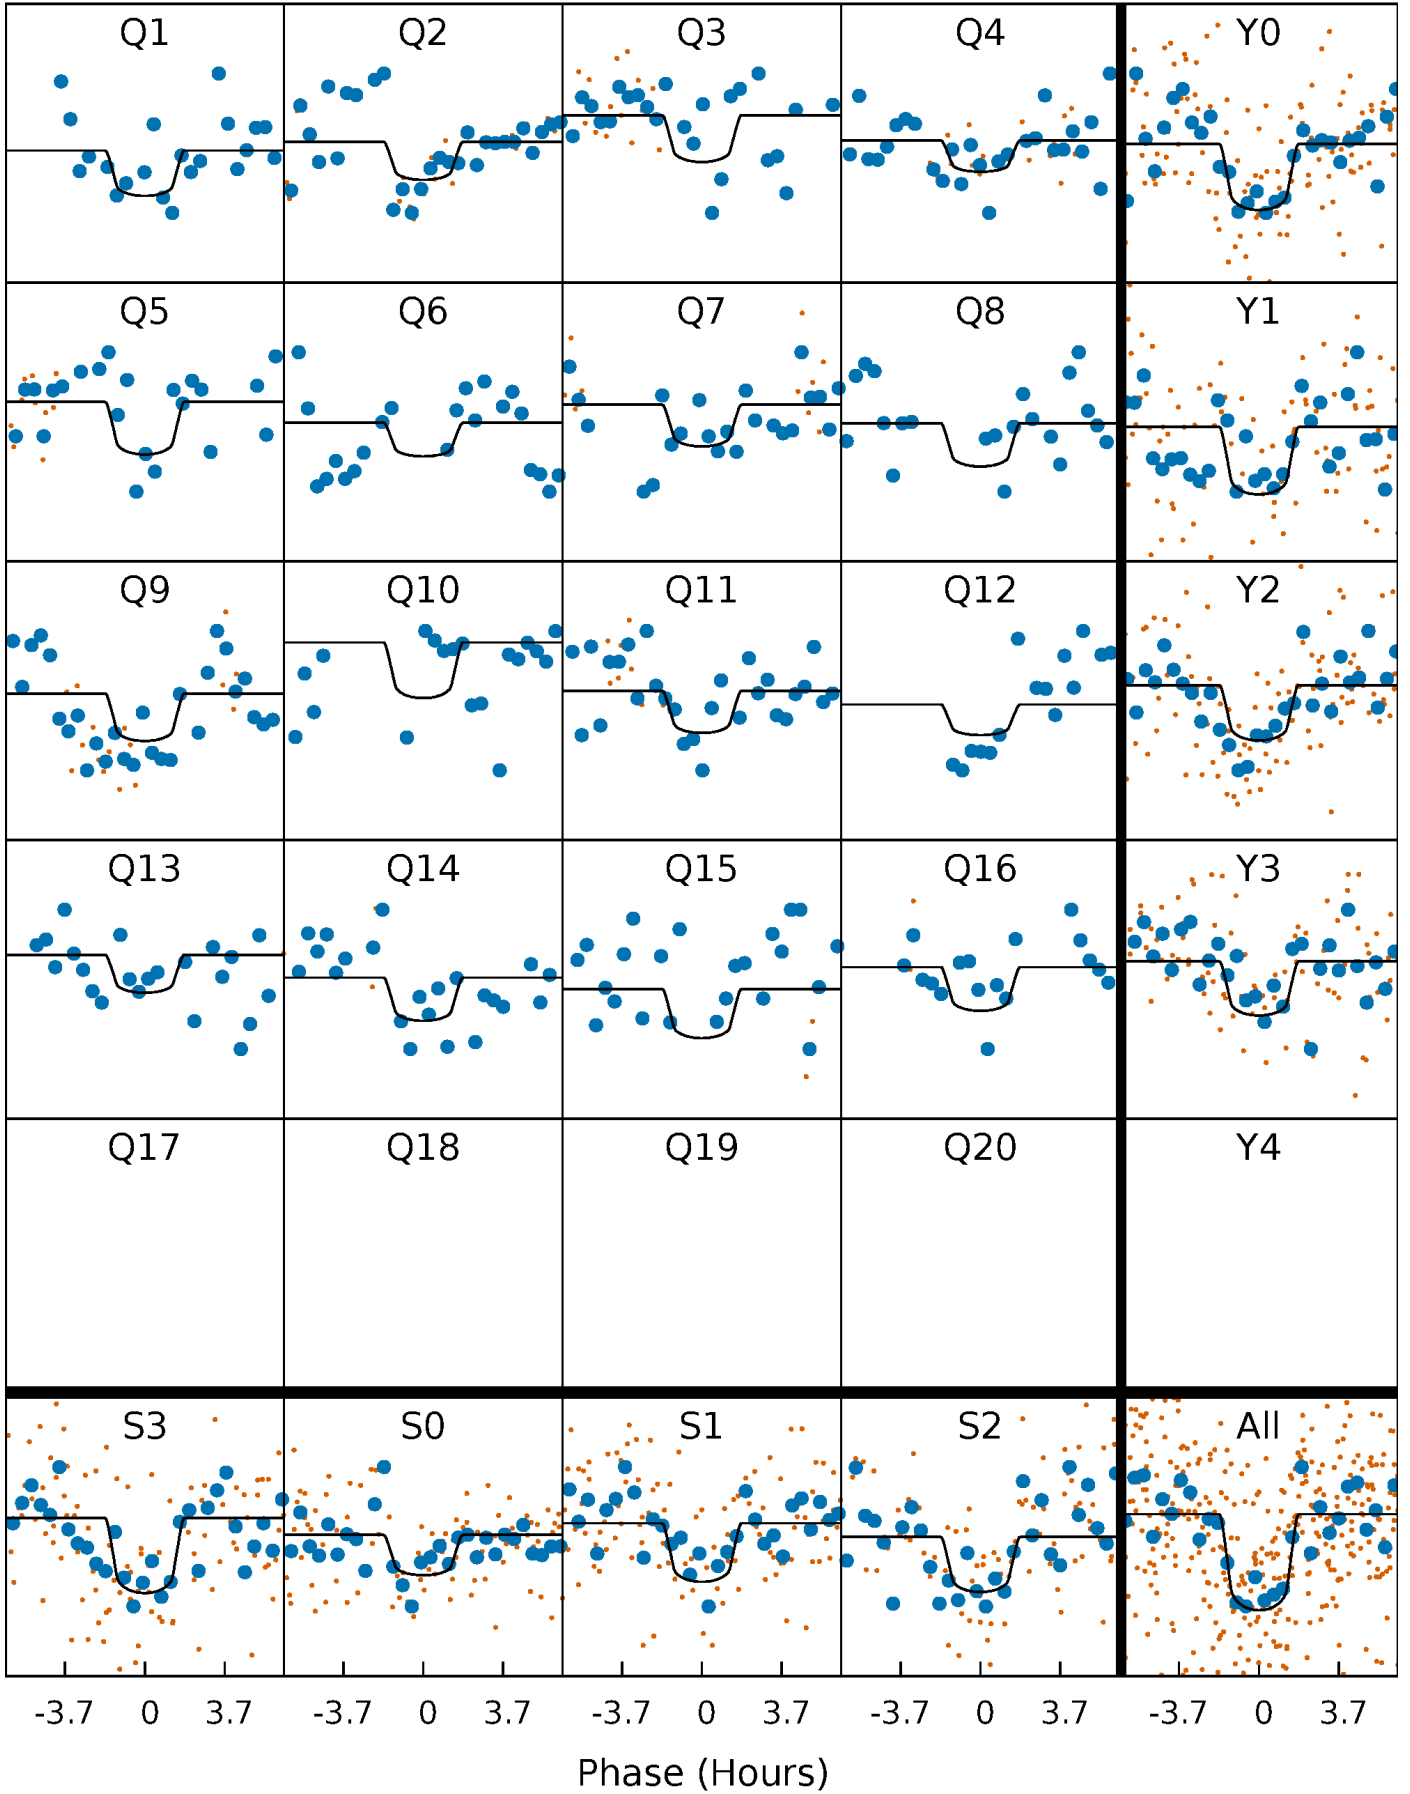 Q1 Q2 Q3 Q4 Y0
Q5 Q6 Q7 Q8 Y1
Q9 Q10 Q11 Q12 Y2
Q13 Q14 Q15 Q16 Y3
Q17 Q18 Q19 Q20 Y4
S3 S0 S1 S2 All
-3.7 0 3.7 -3.7 0 3.7 -3.7 0 3.7 -3.7 0 3.7 -3.7 0 3.7
Phase (Hours)